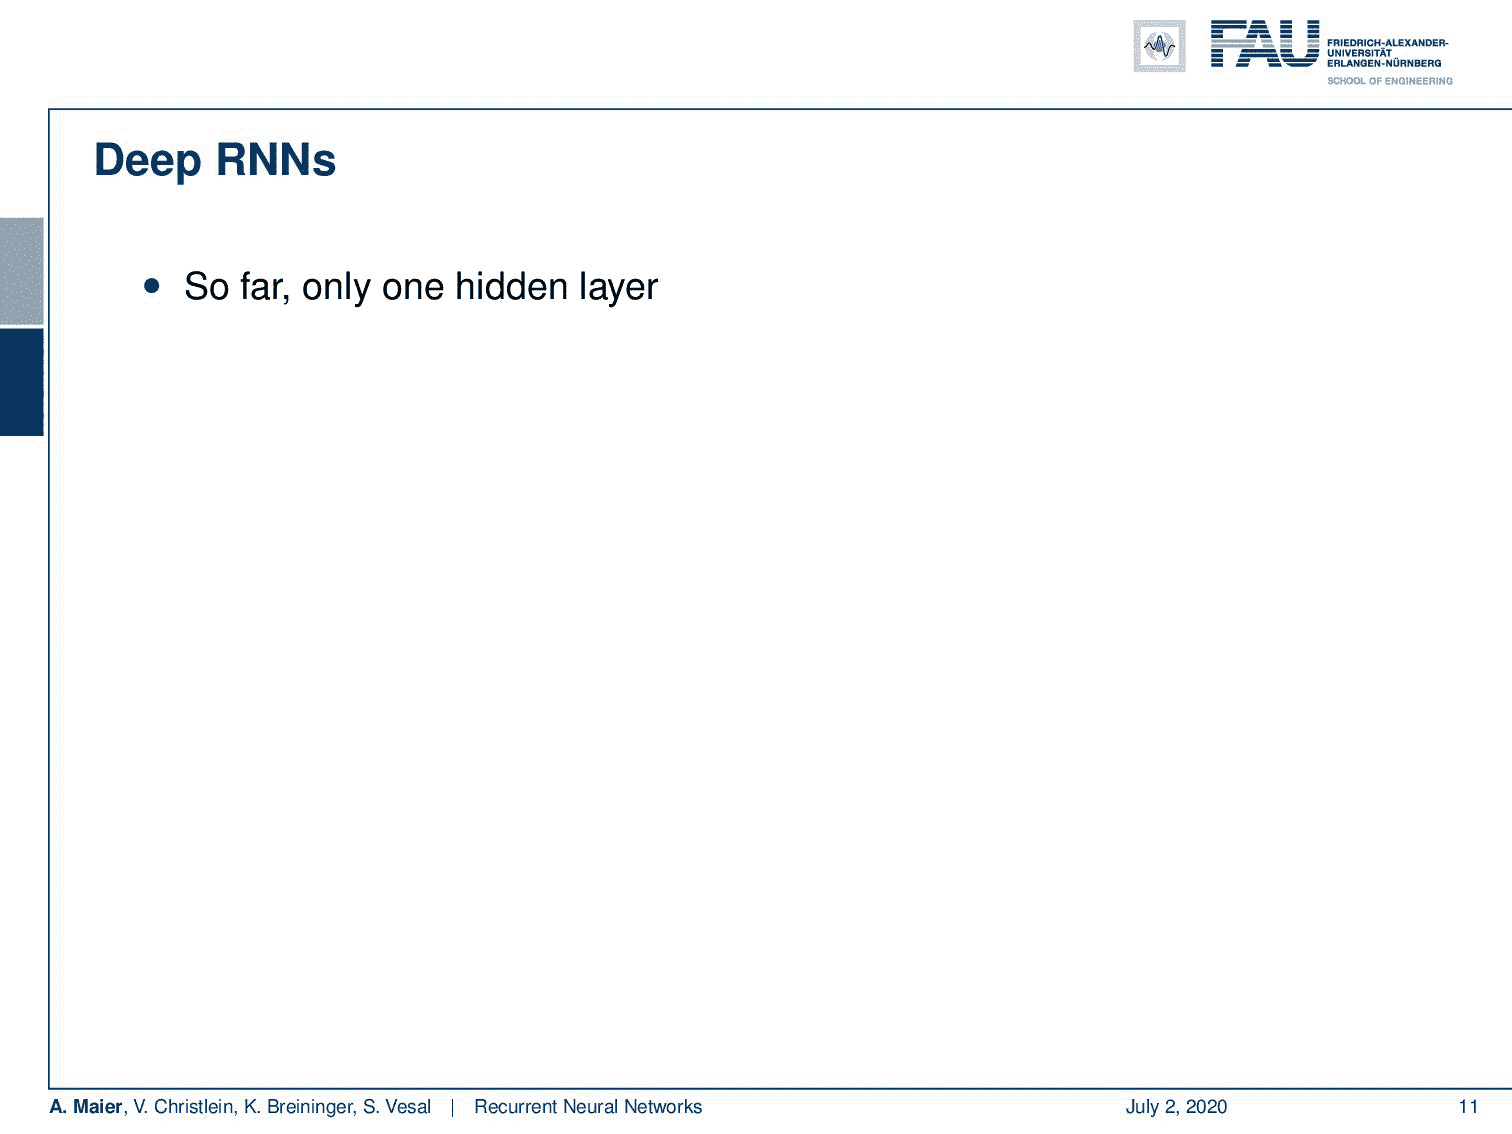 FAU
FRIEDRICH-ALEXANDER-
UNIVERSITÄT
ERLANGEN-NÜRNBERG
SCHOOL OF ENGINEERING
Deep RNNs
• So far, only one hidden layer
A. Maier, V. Christlein, K. Breininger, S. Vesal | Recurrent Neural Networks July 2, 2020 11